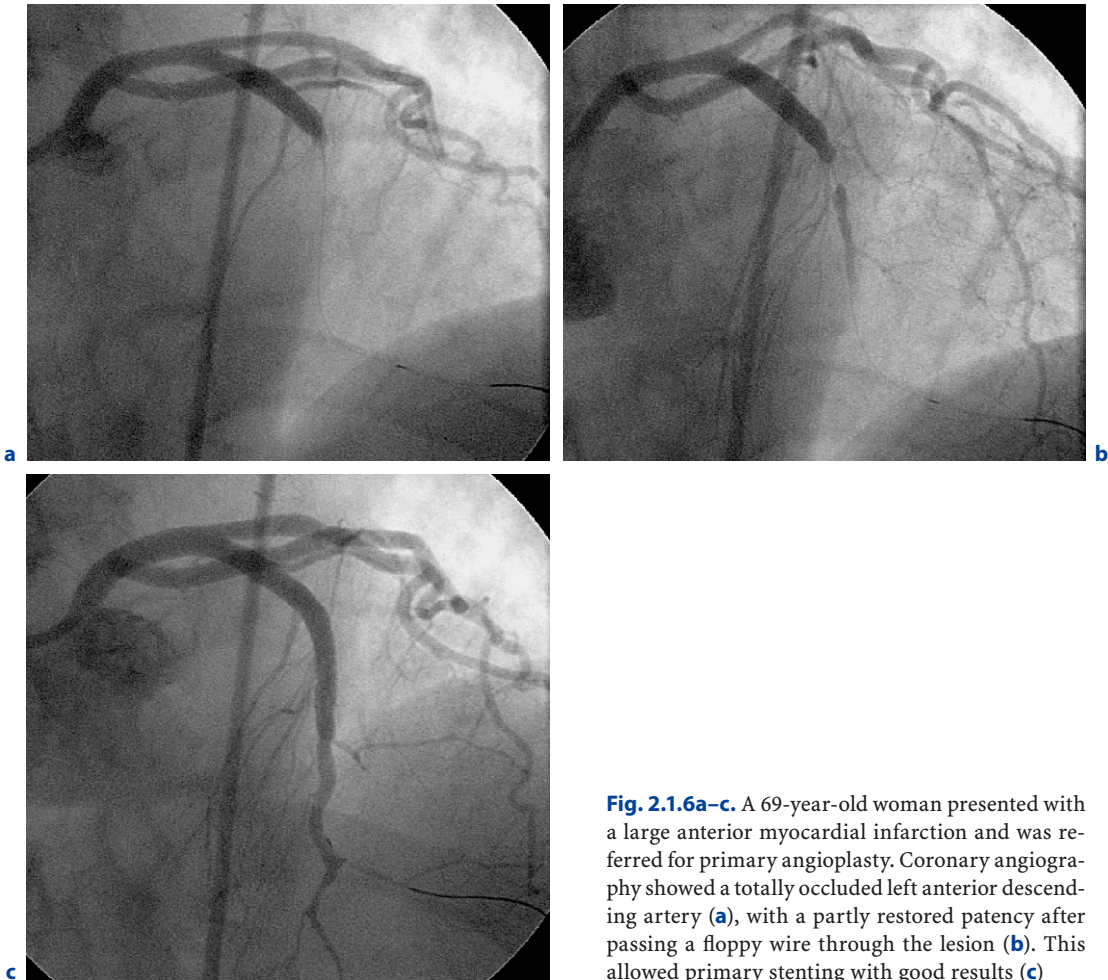 a
b
c
Fig. 2.1.6a–c. A 69-year-old woman presented with
a large anterior myocardial infarction and was re-
ferred for primary angioplasty. Coronary angiogra-
phy showed a totally occluded left anterior descend-
ing artery (a), with a partly restored patency after
passing a floppy wire through the lesion (b). This
allowed primary stenting with good results (c)